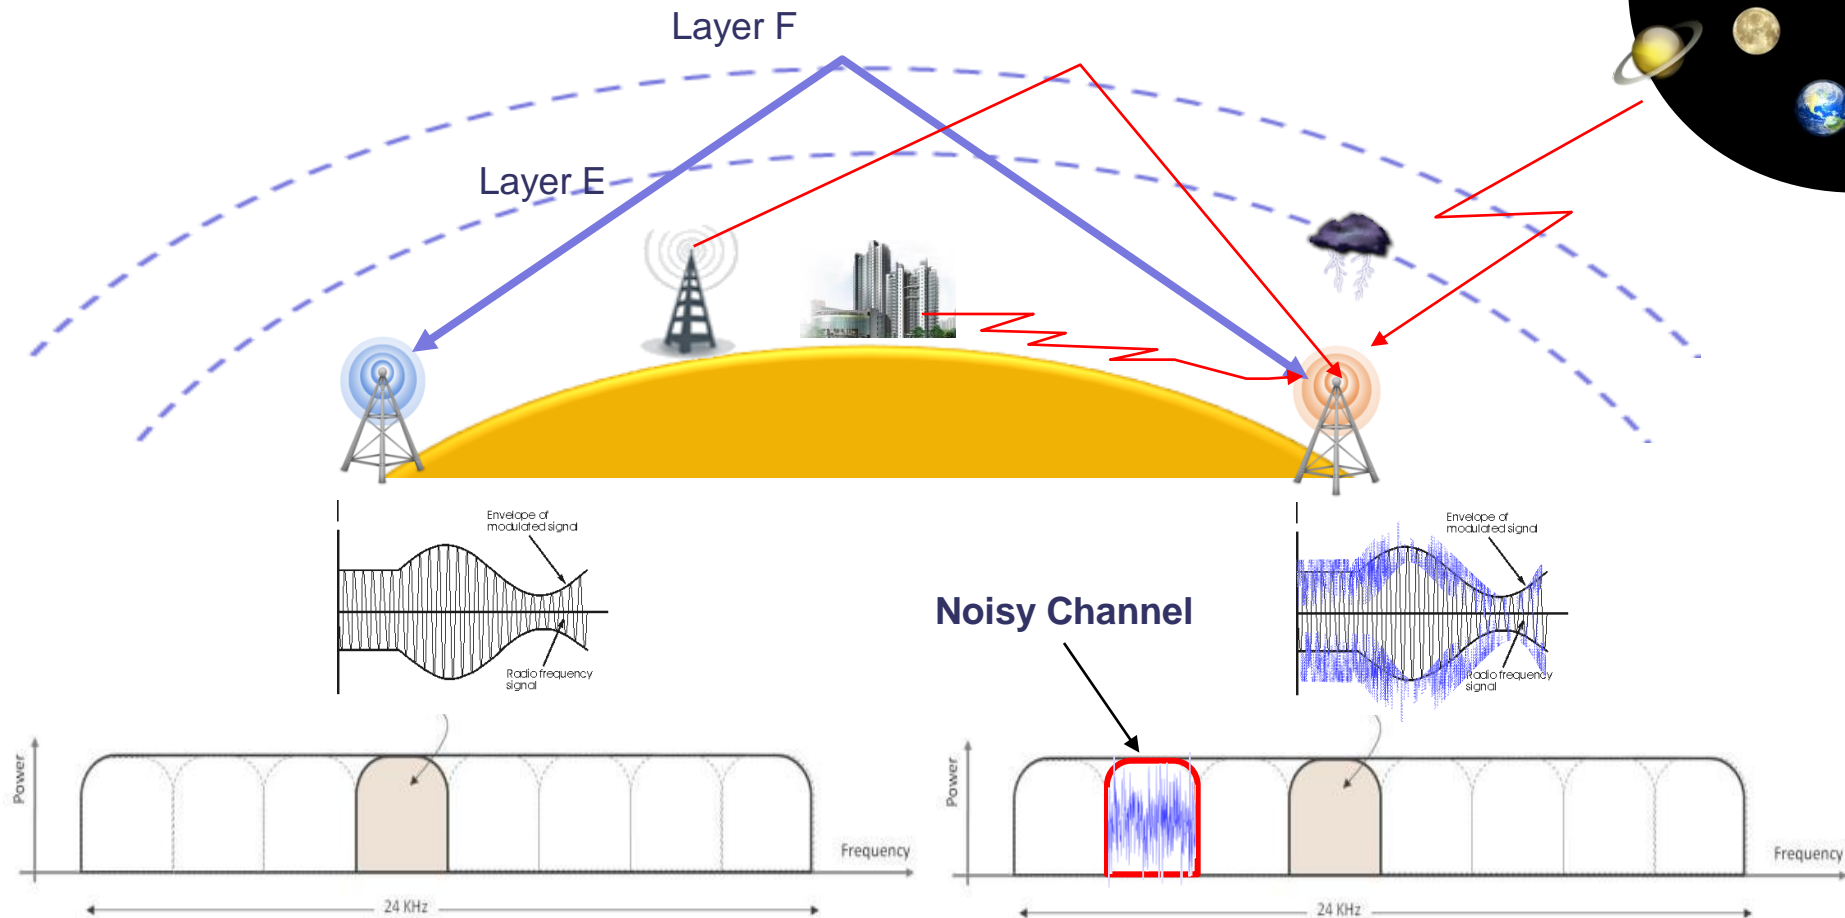 Layer F
Layer E
Envelope of
modulated signal
Radio frequency
signal
Envelope of
modulated signal
Radio frequency
signal
Noisy Channel
Power
Frequency
24 KHz
Power
Frequency
24 KHz